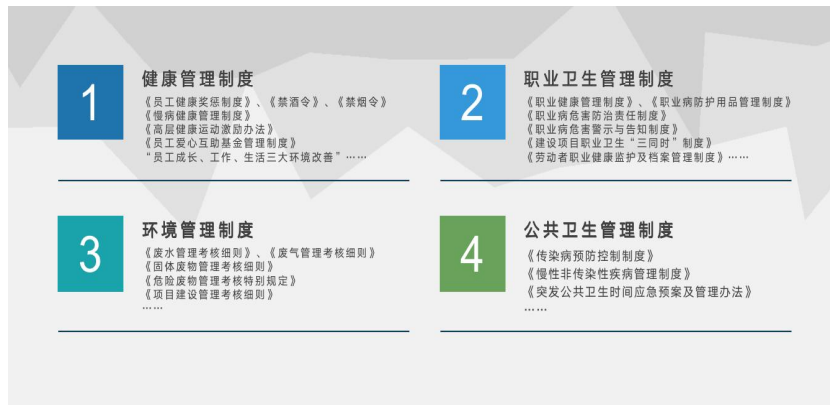 1
健康管理制度
《员工健康奖惩制度》、《禁酒令》、《禁烟令》
《慢病健康管理制度》
《高层健康运动激励办法》
《员工爱心互助基金管理制度》
“员工成长、工作、生活三大环境改善”……
2
职业卫生管理制度
《职业健康管理制度》、《职业病防护用品管理制度》
《职业病危害防治责任制度》
《职业病危害警示与告知制度》
《建设项目职业卫生“三同时”制度》
《劳动者职业健康监护及档案管理制度》……
3
环境管理制度
《废水管理考核细则》、《废气管理考核细则》
《固体废物管理考核细则》
《危险废物管理考核特别规定》
《项目建设管理考核细则》
……
4
公共卫生管理制度
《传染病预防控制制度》
《慢性非传染性疾病管理制度》
《突发公共卫生时间应急预案及管理办法》
……